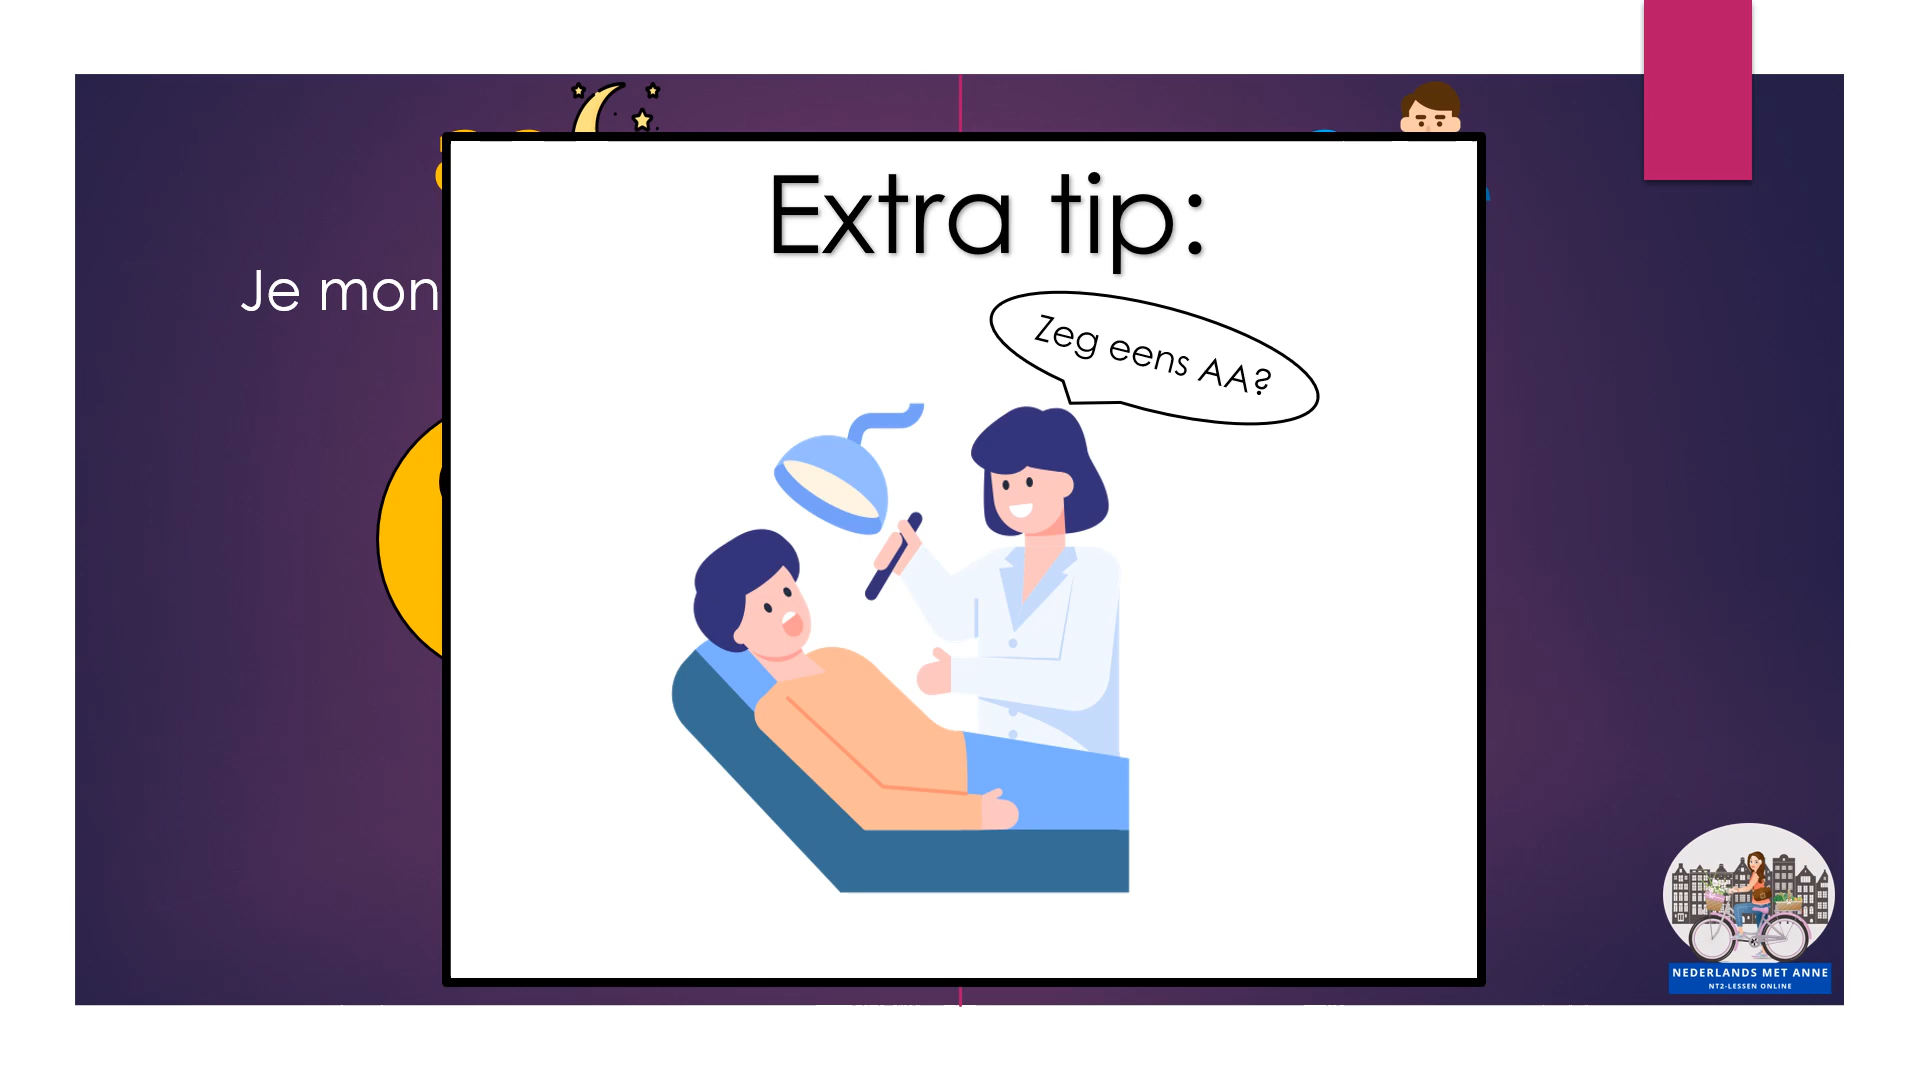 Extra tip:
Je mon
Zeg eens AA?
NEDERLANDS MET ANNE
NT2-LESSEN ONLINE